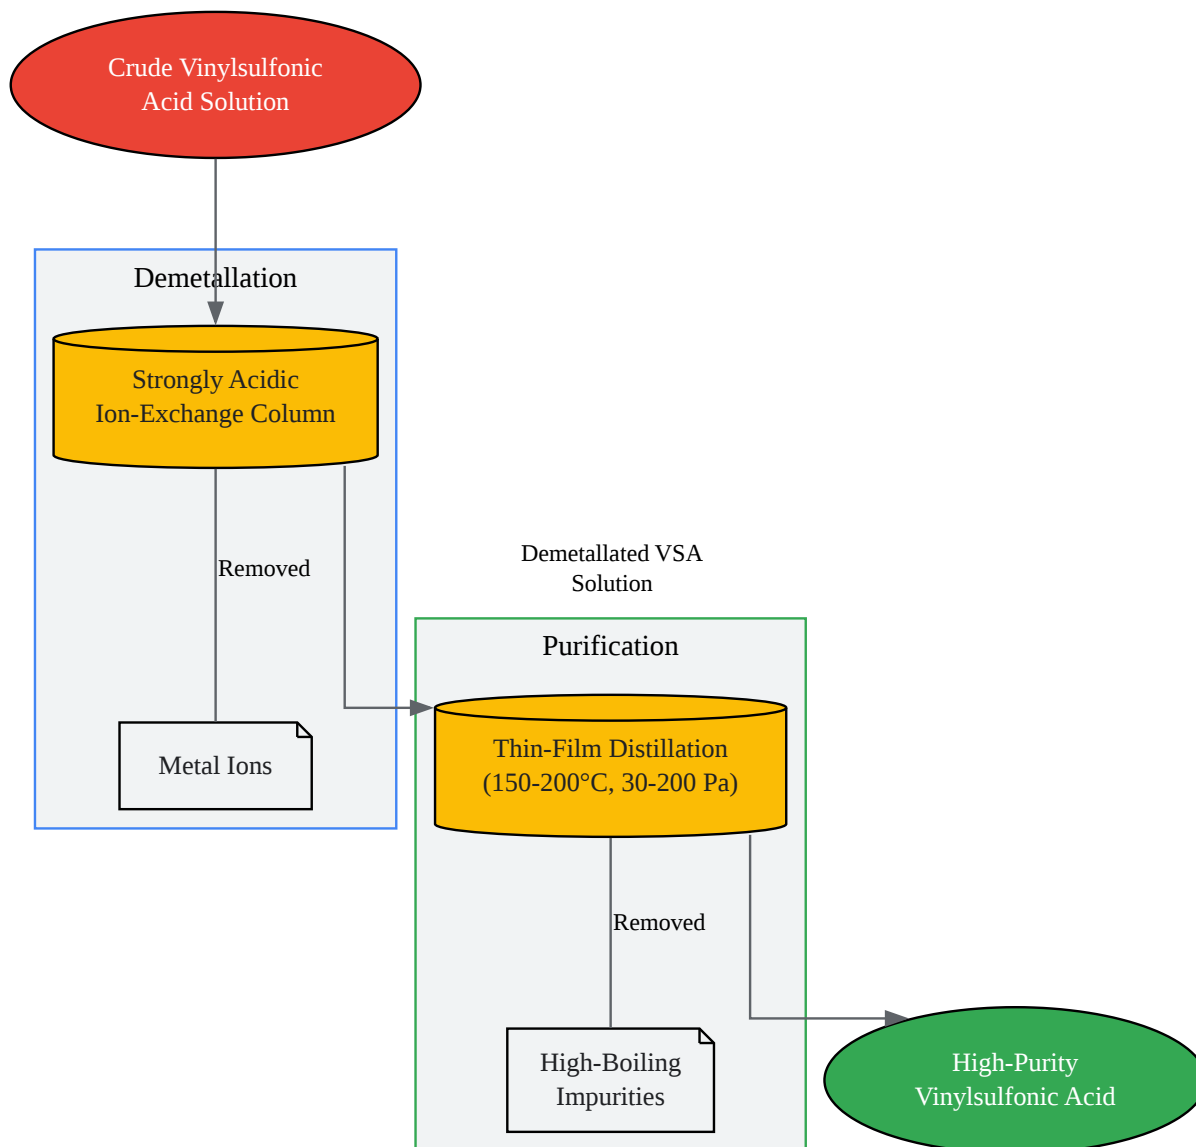 Crude Vinylsulfonic
Acid Solution
Demetallation
Strongly Acidic
Ion-Exchange Column
Removed
Metal Ions
Demetallated VSA
Solution
Purification
Thin-Film Distillation
(150-200°C, 30-200 Pa)
Removed
High-Boiling
Impurities
High-Purity
Vinylsulfonic Acid